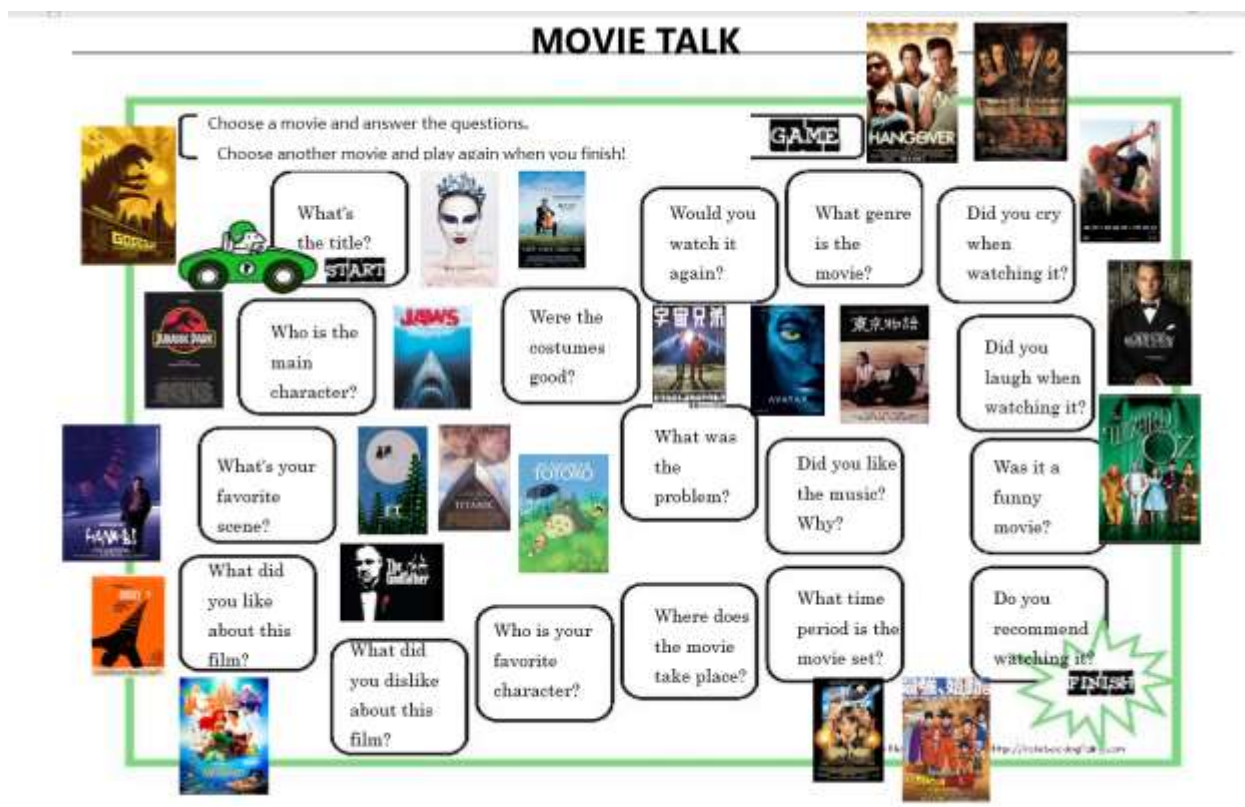 MOVIE TALK
Choose a movie and answer the questions.
Choose another movie and play again when you finish!
GAME
HANGOVER
GODZILLA
What's
the title?
START
Would you
watch it
again?
What genre
is the
movie?
Did you cry
when
watching it?
JURASSIC PARK
Who is the
main
character?
JAWS
Were the
costumes
good?
宇宙兄弟
AVATAR
東京物語
Did you
laugh when
watching it?
HANA-BI
What's your
favorite
scene?
TITANIC
TOTORO
What was
the
problem?
Did you like
the music?
Why?
Was it a
funny
movie?
OZ
What did
you like
about this
film?
The
Godfather
What did
you dislike
about this
film?
Who is your
favorite
character?
Where does
the movie
take place?
What time
period is the
movie set?
Do you
recommend
watching it?
FINISH